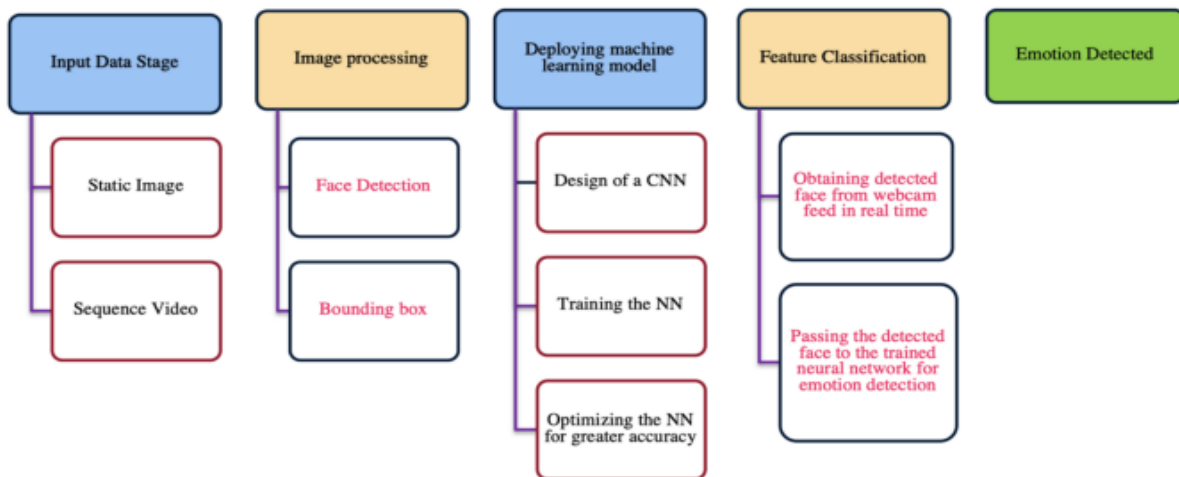 Input Data Stage
Static Image
Sequence Video
Image processing
Face Detection
Bounding box
Deploying machine
learning model
Design of a CNN
Training the NN
Optimizing the NN
for greater accuracy
Feature Classification
Obtaining detected
face from webcam
feed in real time
Passing the detected
face to the trained
neural network for
emotion detection
Emotion Detected